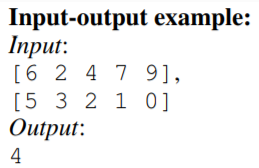 Input-output example:
Input:
[6 2 4 7 9],
[5 3 2 1 0]
Output:
4